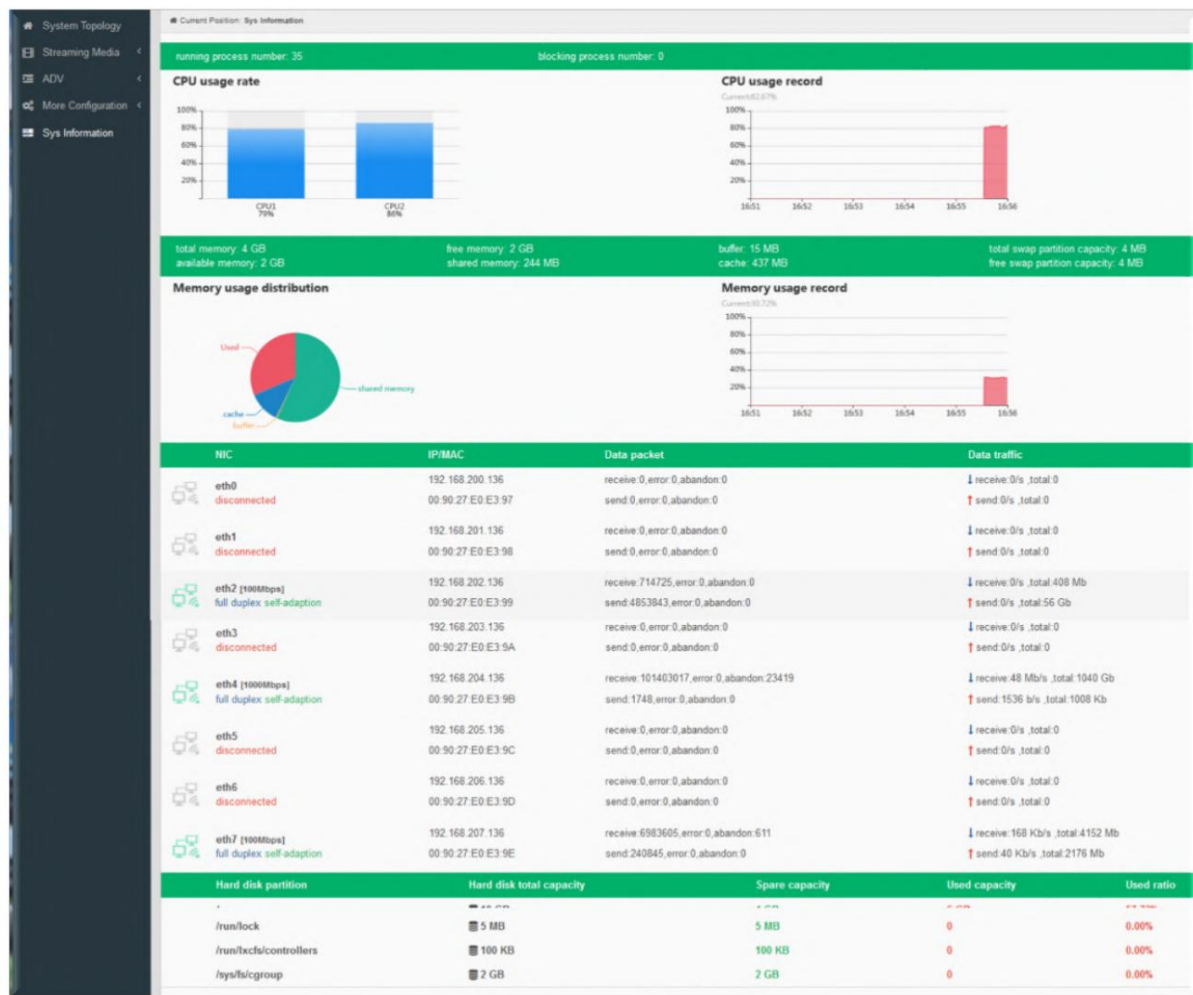 System Topology
Streaming Media
ADV
More Configuration
Sys Information
Current Position: Sys Information
running process number: 35 blocking process number: 0
CPU usage rate
100%
80%
60%
40%
20%
CPU1
79%
CPU2
86%
CPU usage record
Current:82.67%
100%
80%
60%
40%
20%
16:51 16:52 16:53 16:54 16:55 16:56
total memory: 4 GB free memory: 2 GB buffer: 15 MB total swap partition capacity: 4 MB
available memory: 2 GB shared memory: 244 MB cache: 437 MB free swap partition capacity: 4 MB
Memory usage distribution
Used
shared memory
cache
buffer
Memory usage record
Current:30.72%
100%
80%
60%
40%
20%
16:51 16:52 16:53 16:54 16:55 16:56
NIC IP/MAC Data packet Data traffic
eth0 192.168.200.136 receive:0,error:0,abandon:0 ↓ receive:0/s ,total:0
disconnected 00:90:27:E0:E3:97 send:0,error:0,abandon:0 ↑ send:0/s ,total:0
eth1 192.168.201.136 receive:0,error:0,abandon:0 ↓ receive:0/s ,total:0
disconnected 00:90:27:E0:E3:98 send:0,error:0,abandon:0 ↑ send:0/s ,total:0
eth2 [100Mbps] 192.168.202.136 receive:714725,error:0,abandon:0 ↓ receive:0/s ,total:408 Mb
full duplex self-adaption 00:90:27:E0:E3:99 send:4853843,error:0,abandon:0 ↑ send:0/s ,total:56 Gb
eth3 192.168.203.136 receive:0,error:0,abandon:0 ↓ receive:0/s ,total:0
disconnected 00:90:27:E0:E3:9A send:0,error:0,abandon:0 ↑ send:0/s ,total:0
eth4 [1000Mbps] 192.168.204.136 receive:101403017,error:0,abandon:23419 ↓ receive:48 Mb/s ,total:1040 Gb
full duplex self-adaption 00:90:27:E0:E3:9B send:1748,error:0,abandon:0 ↑ send:1536 b/s ,total:1008 Kb
eth5 192.168.205.136 receive:0,error:0,abandon:0 ↓ receive:0/s ,total:0
disconnected 00:90:27:E0:E3:9C send:0,error:0,abandon:0 ↑ send:0/s ,total:0
eth6 192.168.206.136 receive:0,error:0,abandon:0 ↓ receive:0/s ,total:0
disconnected 00:90:27:E0:E3:9D send:0,error:0,abandon:0 ↑ send:0/s ,total:0
eth7 [100Mbps] 192.168.207.136 receive:6983605,error:0,abandon:611 ↓ receive:168 Kb/s ,total:4152 Mb
full duplex self-adaption 00:90:27:E0:E3:9E send:240845,error:0,abandon:0 ↑ send:40 Kb/s ,total:2176 Mb
Hard disk partition Hard disk total capacity Spare capacity Used capacity Used ratio
/run/lock 5 MB 5 MB 0 0.00%
/run/lxcfs/controllers 100 KB 100 KB 0 0.00%
/sys/fs/cgroup 2 GB 2 GB 0 0.00%